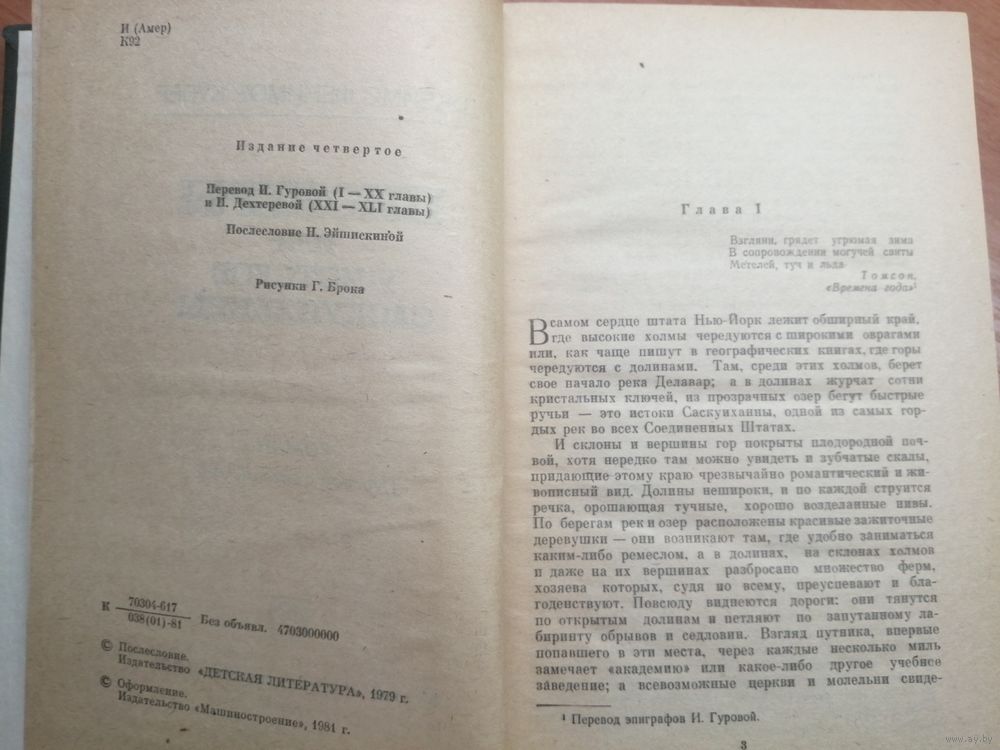 И (Амер)
К92
Издание четвертое
Перевод И. Гуровой (I — XX главы)
и Н. Дехтеревой (XXI — XLI главы)
Послесловие Н. Эйшискиной
Рисунки Г. Брока
К 70304-617
038(01)-81 Без объявл. 4703000000
© Послесловие.
Издательство «ДЕТСКАЯ ЛИТЕРАТУРА», 1979 г.
© Оформление.
Издательство «Машиностроение», 1981 г.
Глава I
Взгляни, грядет угрюмая зима
В сопровождении могучей свиты
Метелей, туч и льда
Томсон,
«Времена года»¹
В самом сердце штата Нью-Йорк лежит обширный край,
где высокие холмы чередуются с широкими оврагами
или, как чаще пишут в географических книгах, где горы
чередуются с долинами. Там, среди этих холмов, берет
свое начало река Делавар; а в долинах журчат сотни
кристальных ключей, из прозрачных озер бегут быстрые
ручьи — это истоки Саскуиханны, одной из самых гор-
дых рек во всех Соединенных Штатах.
И склоны и вершины гор покрыты плодородной поч-
вой, хотя нередко там можно увидеть и зубчатые скалы,
придающие этому краю чрезвычайно романтический и жи-
вописный вид. Долины нешироки, и по каждой струится
речка, орошающая тучные, хорошо возделанные нивы.
По берегам рек и озер расположены красивые зажиточные
деревушки — они возникают там, где удобно заниматься
каким-либо ремеслом, а в долинах, на склонах холмов
и даже на их вершинах разбросано множество ферм,
хозяева которых, судя по всему, преуспевают и бла-
годенствуют. Повсюду виднеются дороги: они тянутся
по открытым долинам и петляют по запутанному ла-
биринту обрывов и седловин. Взгляд путника, впервые
попавшего в эти места, через каждые несколько миль
замечает «академию» или какое-либо другое учебное
заведение; а всевозможные церкви и молельни свиде-
¹ Перевод эпиграфов И. Гуровой.
3
www.ay.by